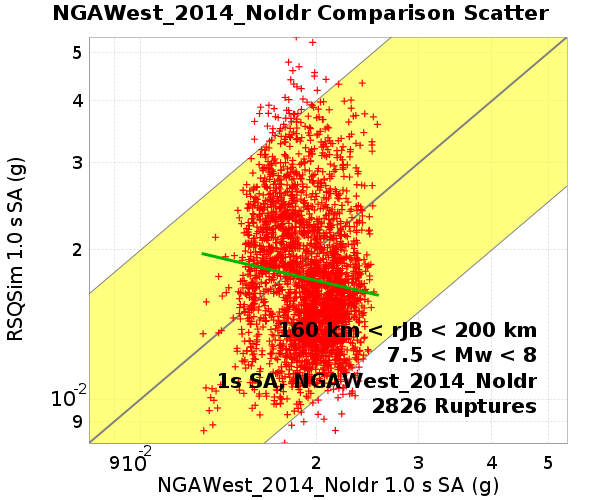 NGAWest_2014_NoIdr Comparison Scatter
RSQSim 1.0 s SA (g)
5
4
3
2
10-2
9
160 km < rJB < 200 km
7.5 < Mw < 8
1s SA, NGAWest_2014_NoIdr
2826 Ruptures
9
10-2
2
3
4
5
NGAWest_2014_NoIdr 1.0 s SA (g)